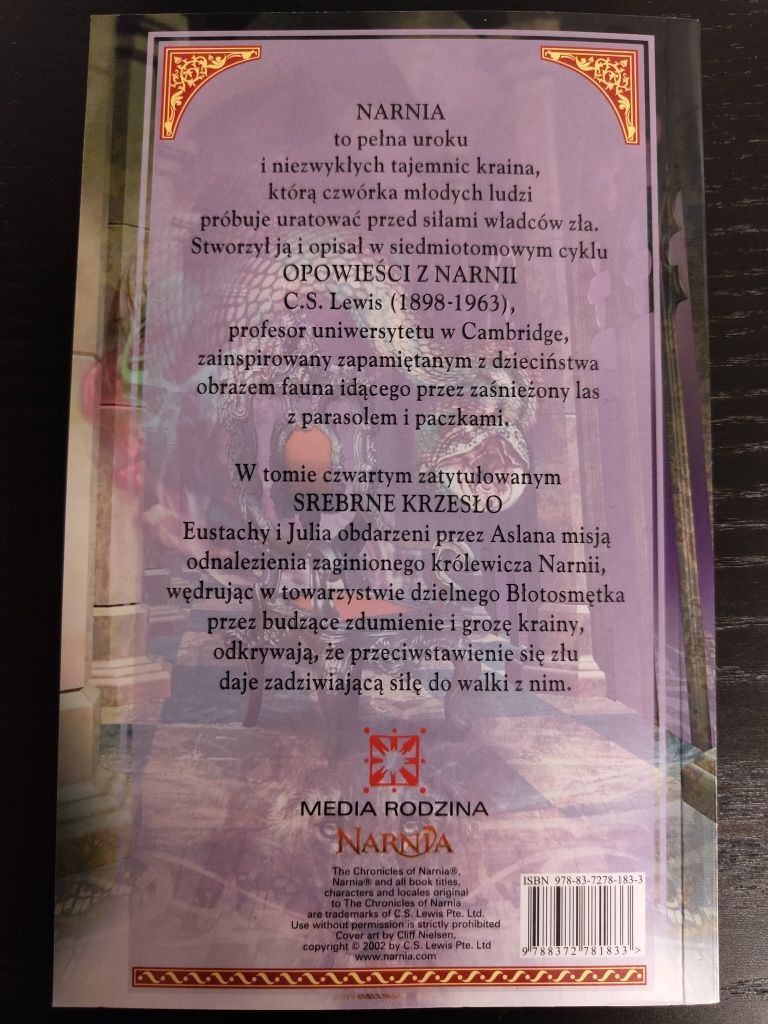 NARNIA
to pełna uroku
i niezwykłych tajemnic kraina,
którą czwórka młodych ludzi
próbuje uratować przed siłami władców zła.
Stworzył ją i opisał w siedmiotomowym cyklu
OPOWIEŚCI Z NARNII
C.S. Lewis (1898-1963),
profesor uniwersytetu w Cambridge,
zainspirowany zapamiętanym z dzieciństwa
obrazem fauna idącego przez zaśnieżony las
z parasolem i paczkami.
W tomie czwartym zatytułowanym
SREBRNE KRZESŁO
Eustachy i Julia obdarzeni przez Aslana misją
odnalezienia zaginionego królewicza Narnii,
wędrując w towarzystwie dzielnego Błotosmętka
przez budzące zdumienie i grozę krainy,
odkrywają, że przeciwstawienie się złu
daje zadziwiającą siłę do walki z nim.
MEDIA RODZINA
NARNIA
The Chronicles of Narnia®,
Narnia® and all book titles,
characters and locales original
to The Chronicles of Narnia
are trademarks of C.S. Lewis Pte. Ltd.
Use without permission is strictly prohibited
Cover art by Cliff Nielsen,
copyright © 2002 by C.S. Lewis Pte. Ltd
www.narnia.com
ISBN 978-83-7278-183-3
9 788372 781833 >